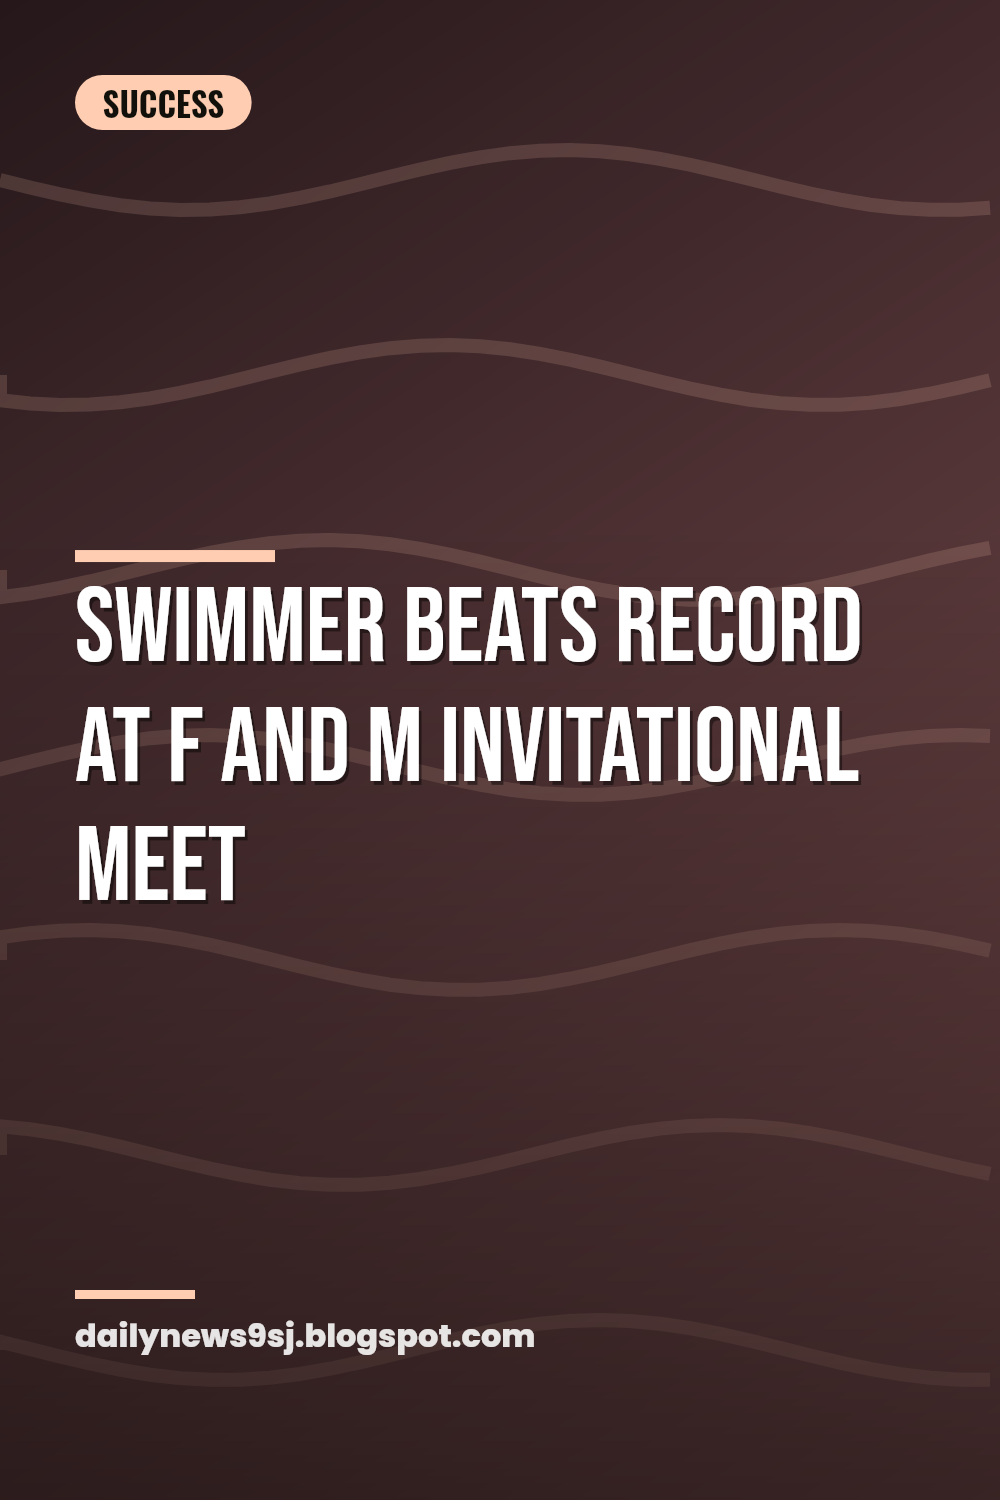 SUCCESS
SWIMMER BEATS RECORD
AT F AND M INVITATIONAL
MEET
dailynews9sj.blogspot.com